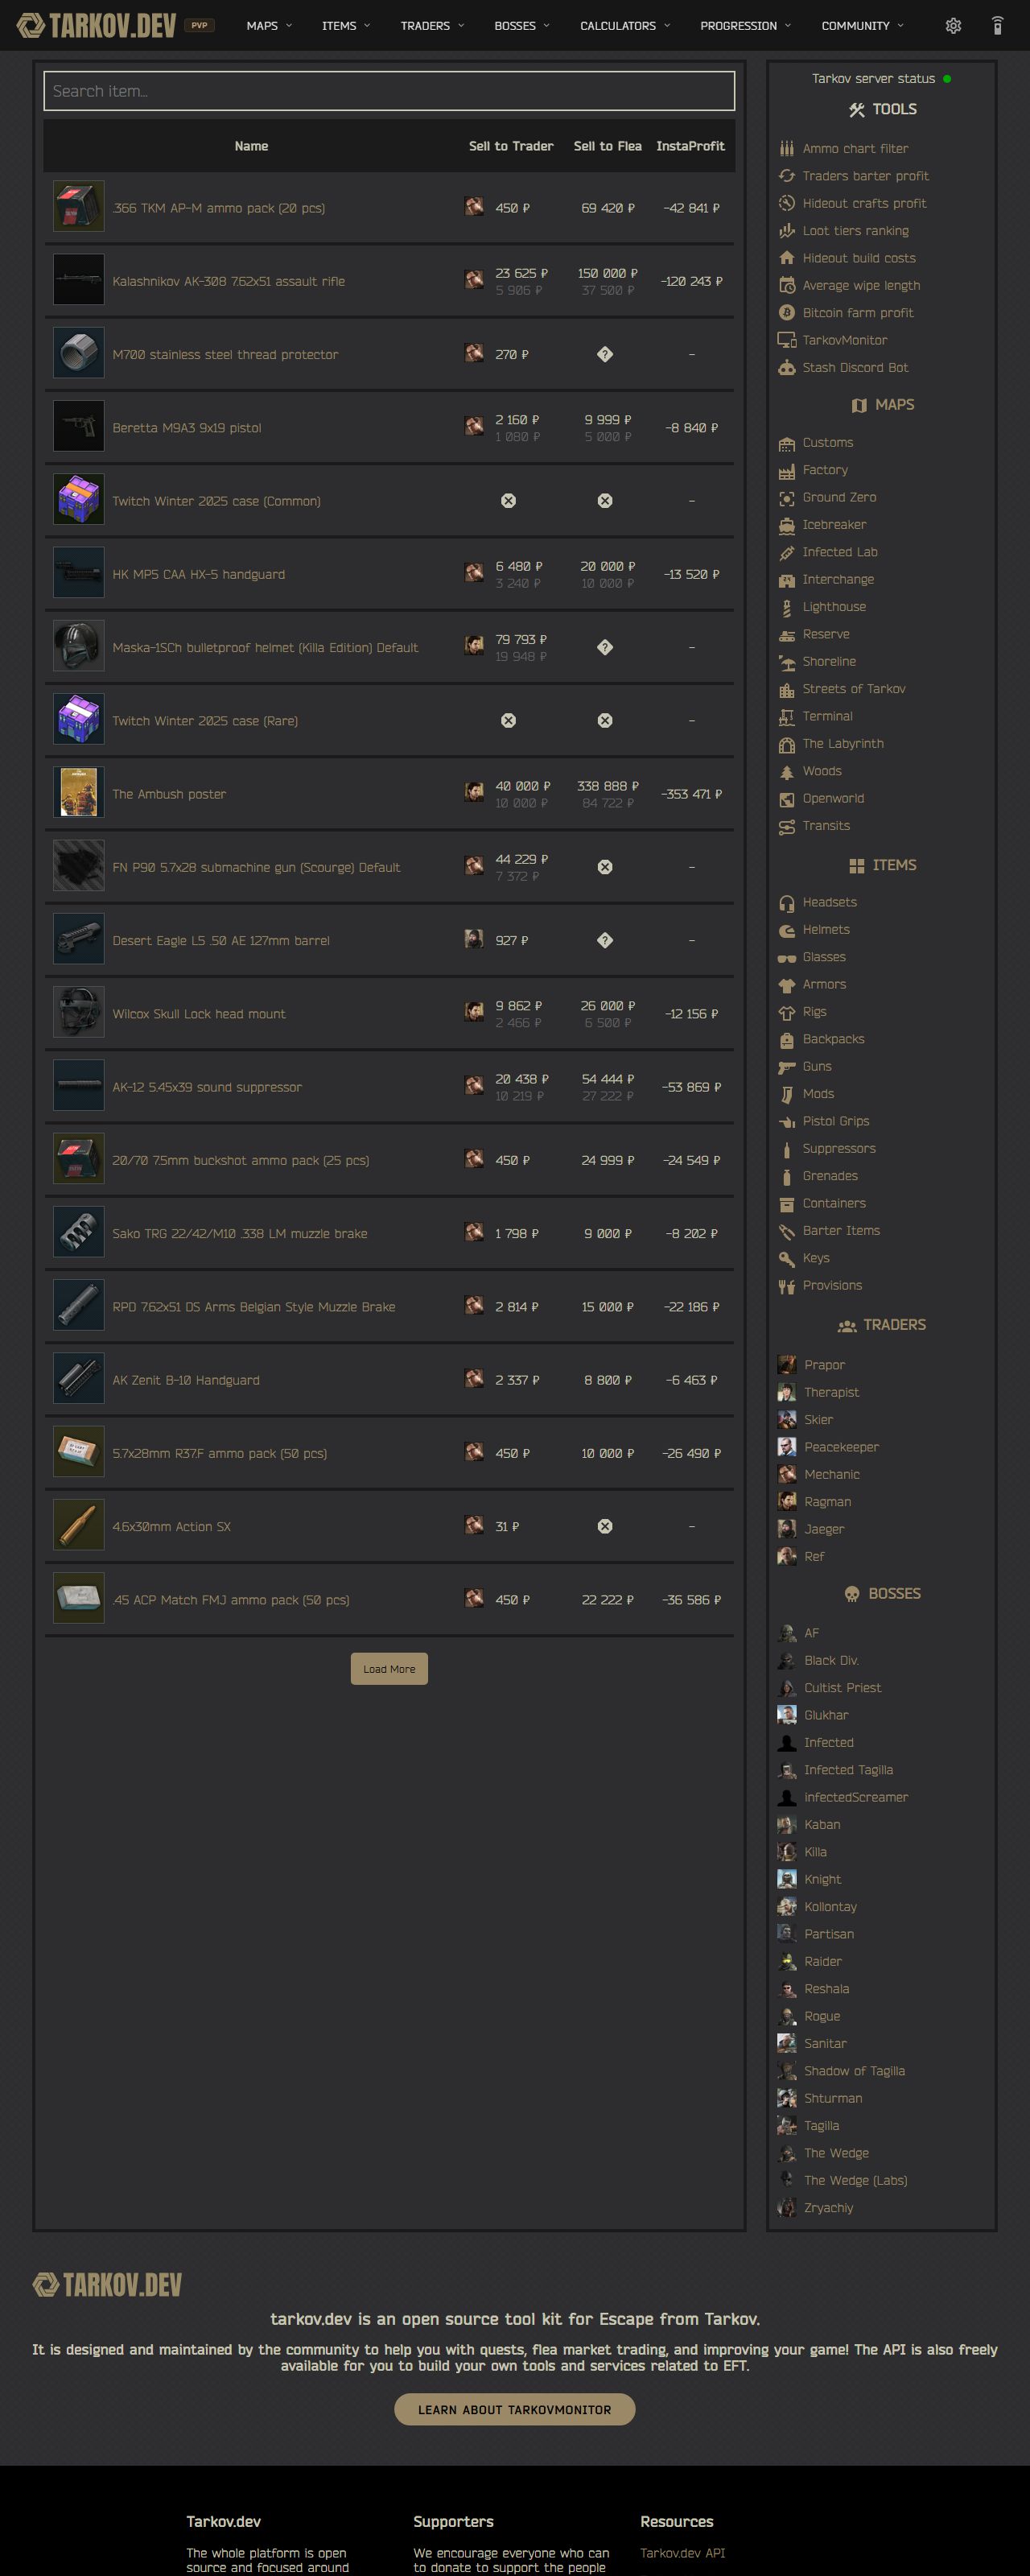 TARKOV.DEV PVP MAPS ITEMS TRADERS BOSSES CALCULATORS PROGRESSION COMMUNITY
Search item...
Name Sell to Trader Sell to Flea InstaProfit
.366 TKM AP-M ammo pack (20 pcs) 450 ₽ 69 420 ₽ -42 841 ₽
Kalashnikov AK-308 7.62x51 assault rifle 23 625 ₽ 150 000 ₽ -120 243 ₽
5 906 ₽ 37 500 ₽
M700 stainless steel thread protector 270 ₽ ? -
Beretta M9A3 9x19 pistol 2 160 ₽ 9 999 ₽ -8 840 ₽
1 080 ₽ 5 000 ₽
Twitch Winter 2025 case (Common) -
HK MP5 CAA HX-5 handguard 6 480 ₽ 20 000 ₽ -13 520 ₽
3 240 ₽ 10 000 ₽
Maska-1SCh bulletproof helmet (Killa Edition) Default 79 793 ₽ ? -
19 948 ₽
Twitch Winter 2025 case (Rare) -
The Ambush poster 40 000 ₽ 338 888 ₽ -353 471 ₽
10 000 ₽ 84 722 ₽
FN P90 5.7x28 submachine gun (Scourge) Default 44 229 ₽ -
7 372 ₽
Desert Eagle L5 .50 AE 127mm barrel 927 ₽ ? -
Wilcox Skull Lock head mount 9 862 ₽ 26 000 ₽ -12 156 ₽
2 466 ₽ 6 500 ₽
AK-12 5.45x39 sound suppressor 20 438 ₽ 54 444 ₽ -53 869 ₽
10 219 ₽ 27 222 ₽
20/70 7.5mm buckshot ammo pack (25 pcs) 450 ₽ 24 999 ₽ -24 549 ₽
Sako TRG 22/42/M10 .338 LM muzzle brake 1 798 ₽ 9 000 ₽ -8 202 ₽
RPD 7.62x51 DS Arms Belgian Style Muzzle Brake 2 814 ₽ 15 000 ₽ -22 186 ₽
AK Zenit B-10 Handguard 2 337 ₽ 8 800 ₽ -6 463 ₽
5.7x28mm R37.F ammo pack (50 pcs) 450 ₽ 10 000 ₽ -26 490 ₽
4.6x30mm Action SX 31 ₽ -
.45 ACP Match FMJ ammo pack (50 pcs) 450 ₽ 22 222 ₽ -36 586 ₽
Load More
Tarkov server status
TOOLS
Ammo chart filter
Traders barter profit
Hideout crafts profit
Loot tiers ranking
Hideout build costs
Average wipe length
Bitcoin farm profit
TarkovMonitor
Stash Discord Bot
MAPS
Customs
Factory
Ground Zero
Icebreaker
Infected Lab
Interchange
Lighthouse
Reserve
Shoreline
Streets of Tarkov
Terminal
The Labyrinth
Woods
Openworld
Transits
ITEMS
Headsets
Helmets
Glasses
Armors
Rigs
Backpacks
Guns
Mods
Pistol Grips
Suppressors
Grenades
Containers
Barter Items
Keys
Provisions
TRADERS
Prapor
Therapist
Skier
Peacekeeper
Mechanic
Ragman
Jaeger
Ref
BOSSES
AF
Black Div.
Cultist Priest
Glukhar
Infected
Infected Tagilla
infectedScreamer
Kaban
Killa
Knight
Kollontay
Partisan
Raider
Reshala
Rogue
Sanitar
Shadow of Tagilla
Shturman
Tagilla
The Wedge
The Wedge (Labs)
Zryachiy
TARKOV.DEV
tarkov.dev is an open source tool kit for Escape from Tarkov.
It is designed and maintained by the community to help you with quests, flea market trading, and improving your game! The API is also freely
available for you to build your own tools and services related to EFT.
LEARN ABOUT TARKOVMONITOR
Tarkov.dev
The whole platform is open
source and focused around
Supporters
We encourage everyone who can
to donate to support the people
Resources
Tarkov.dev API